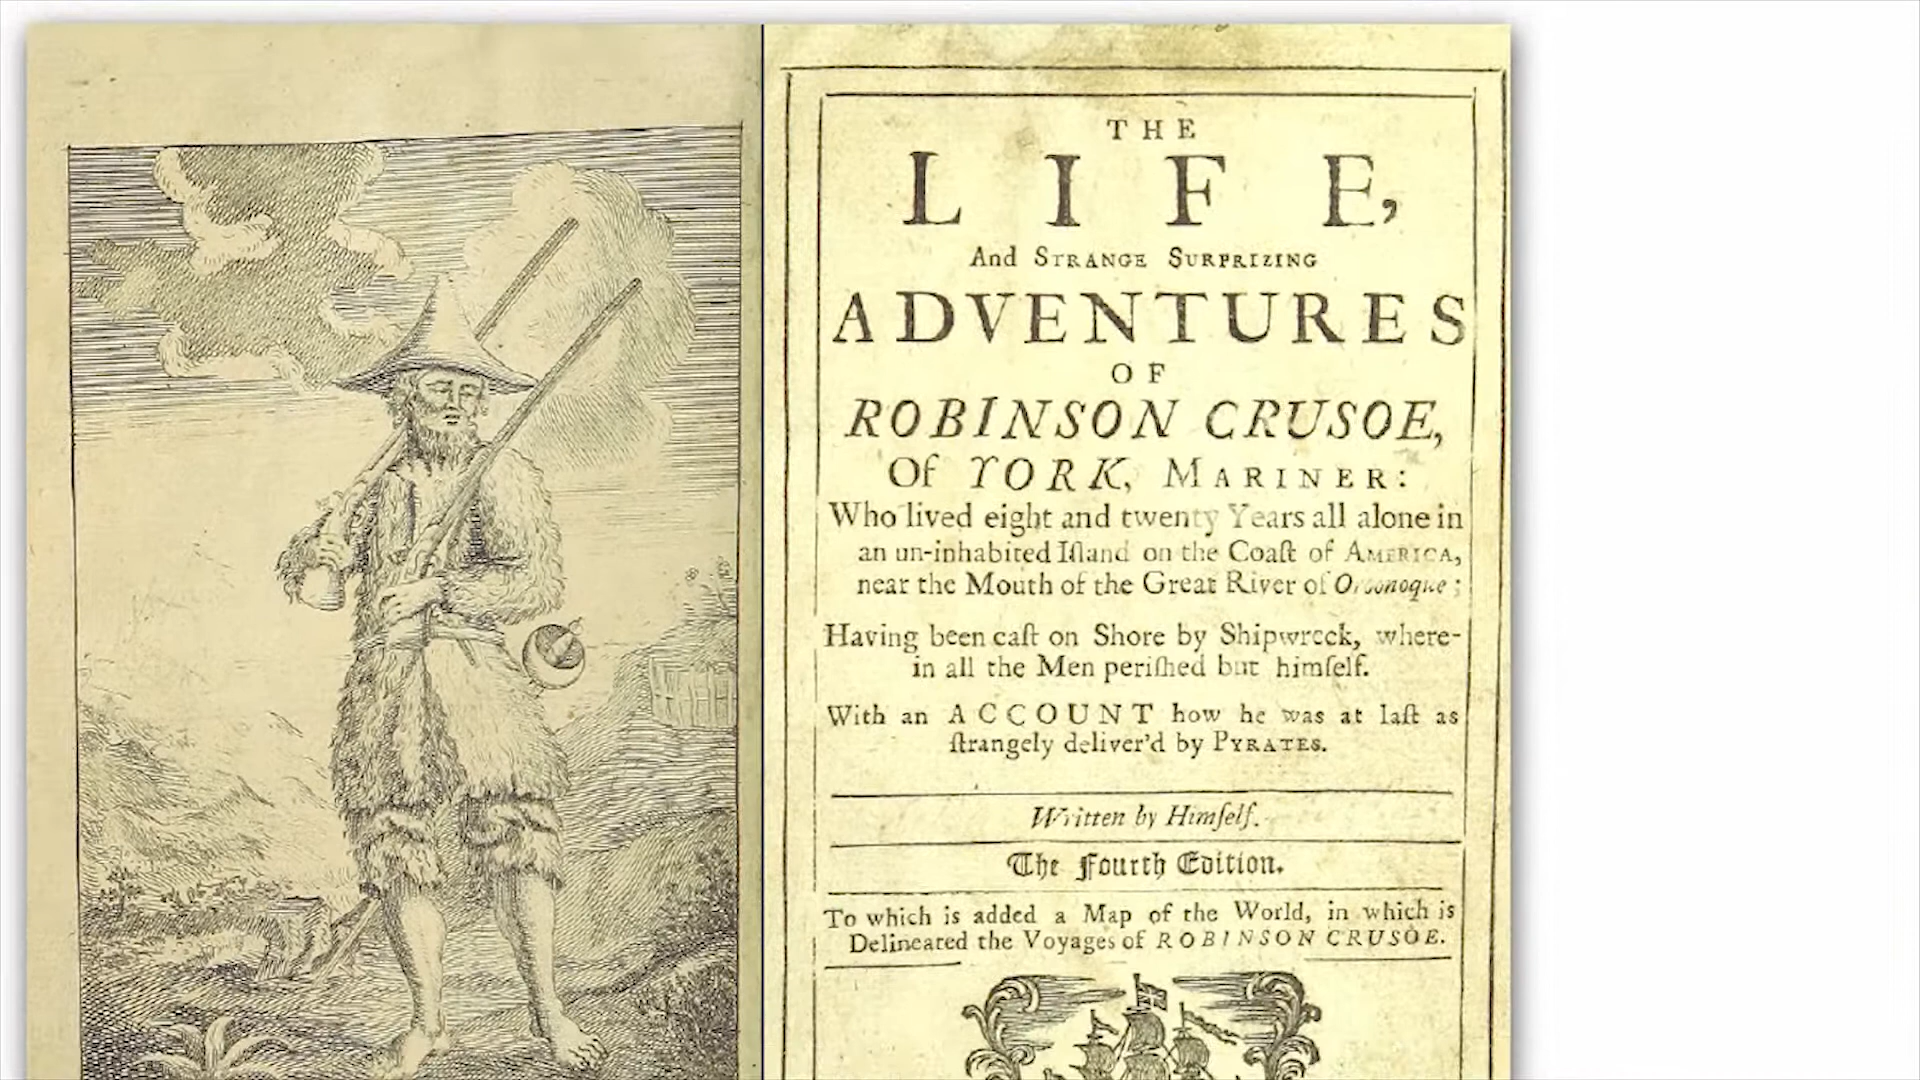 THE
LIFE,
And STRANGE SURPRIZING
ADVENTURES
OF
ROBINSON CRUSOE,
Of YORK, MARINER:
Who lived eight and twenty Years all alone in
an un-inhabited Iſland on the Coaſt of AMERICA,
near the Mouth of the Great River of Oroonoque;
Having been caſt on Shore by Shipwreck, where-
in all the Men periſhed but himſelf.
With an ACCOUNT how he was at laſt as
ſtrangely deliver'd by PYRATES.
Written by Himſelf.
The Fourth Edition.
To which is added a Map of the World, in which is
Delineated the Voyages of ROBINSON CRUSOE.